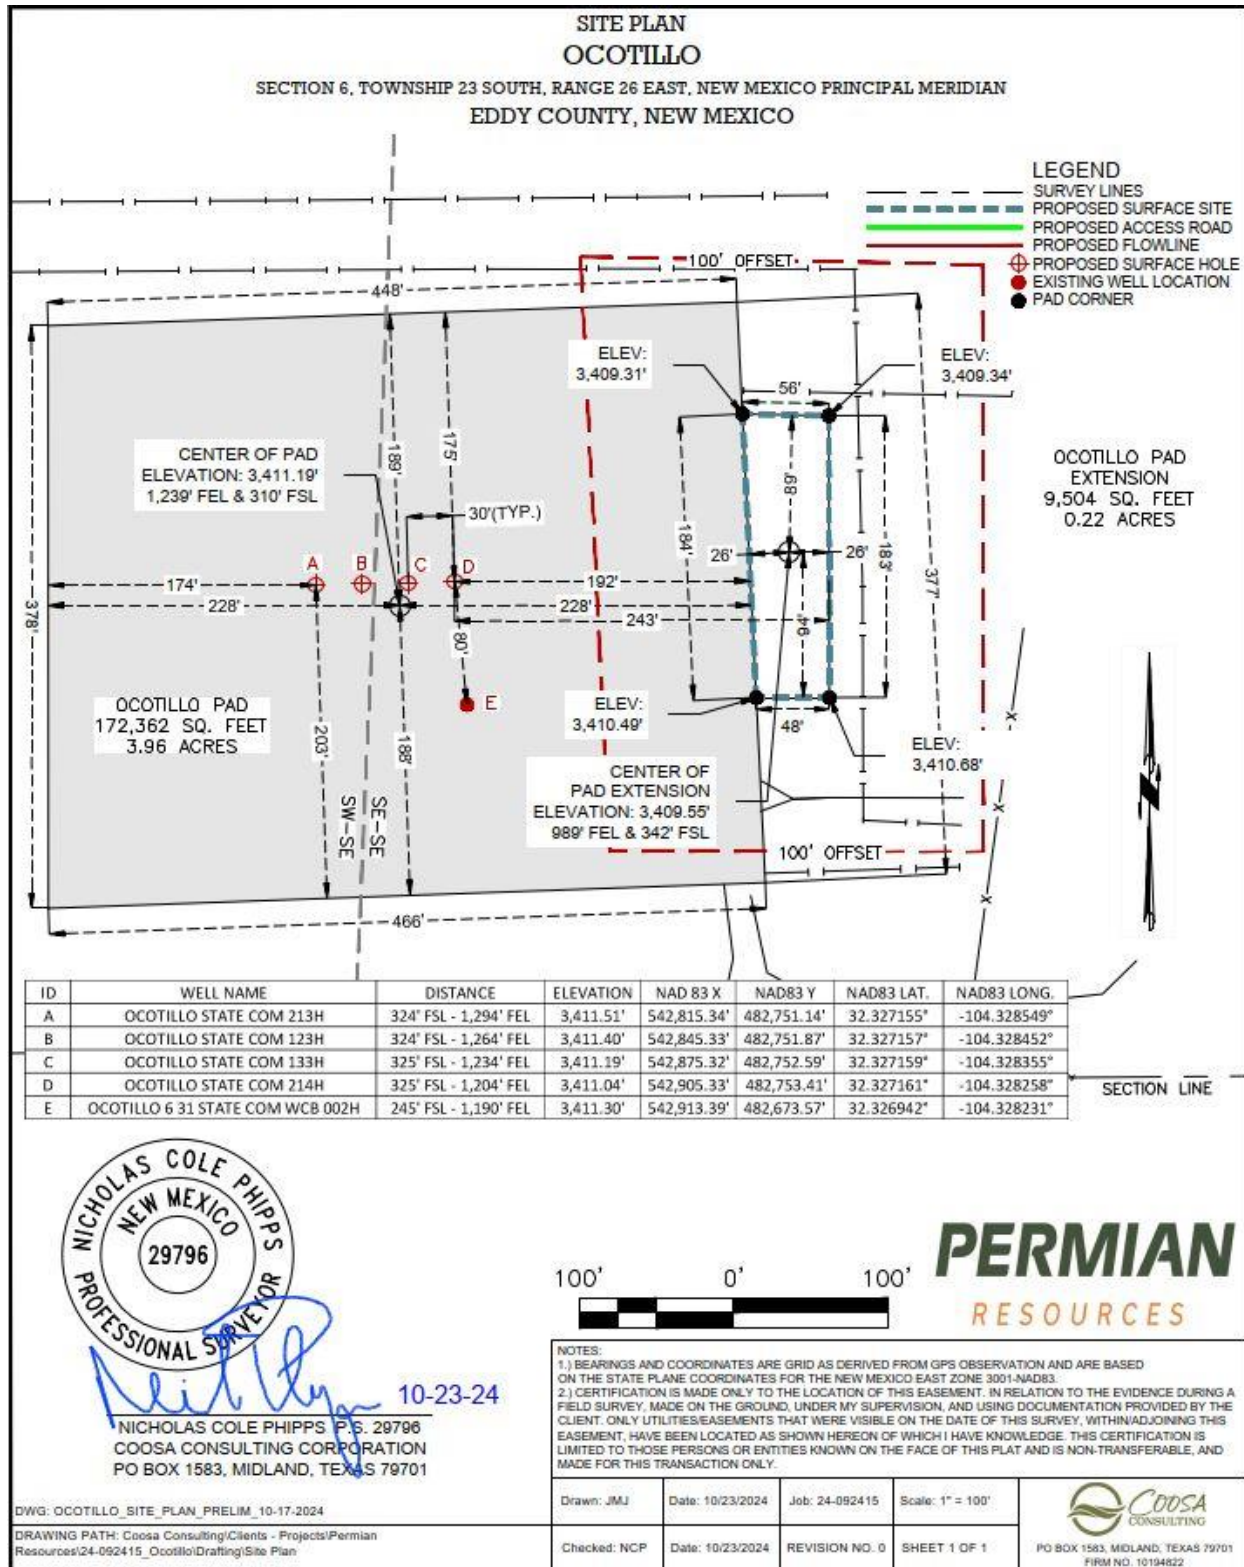 SITE PLAN
OCOTILLO
SECTION 6, TOWNSHIP 23 SOUTH, RANGE 26 EAST, NEW MEXICO PRINCIPAL MERIDIAN
EDDY COUNTY, NEW MEXICO
LEGEND
SURVEY LINES
PROPOSED SURFACE SITE
PROPOSED ACCESS ROAD
PROPOSED FLOWLINE
PROPOSED SURFACE HOLE
EXISTING WELL LOCATION
PAD CORNER
100' OFFSET
448'
ELEV:
3,409.31'
ELEV:
3,409.34'
56'
CENTER OF PAD
ELEVATION: 3,411.19'
1,239' FEL & 310' FSL
189'
175'
30'(TYP.)
89'
184'
183'
26'
26'
OCOTILLO PAD
EXTENSION
9,504 SQ. FEET
0.22 ACRES
A
B
C
D
174'
192'
228'
228'
243'
378'
377'
80'
94'
E
OCOTILLO PAD
172,362 SQ. FEET
3.96 ACRES
203'
188'
ELEV:
3,410.49'
48'
ELEV:
3,410.68'
SW-SE
SE-SE
CENTER OF
PAD EXTENSION
ELEVATION: 3,409.55'
989' FEL & 342' FSL
100' OFFSET
466'
X
X
X
ID WELL NAME DISTANCE ELEVATION NAD 83 X NAD83 Y NAD83 LAT. NAD83 LONG.
A OCOTILLO STATE COM 213H 324' FSL - 1,294' FEL 3,411.51' 542,815.34' 482,751.14' 32.327155° -104.328549°
B OCOTILLO STATE COM 123H 324' FSL - 1,264' FEL 3,411.40' 542,845.33' 482,751.87' 32.327157° -104.328452°
C OCOTILLO STATE COM 133H 325' FSL - 1,234' FEL 3,411.19' 542,875.32' 482,752.59' 32.327159° -104.328355°
D OCOTILLO STATE COM 214H 325' FSL - 1,204' FEL 3,411.04' 542,905.33' 482,753.41' 32.327161° -104.328258°
E OCOTILLO 6 31 STATE COM WCB 002H 245' FSL - 1,190' FEL 3,411.30' 542,913.39' 482,673.57' 32.326942° -104.328231°
SECTION LINE
NICHOLAS COLE PHIPPS
NEW MEXICO
29796
PROFESSIONAL SURVEYOR
10-23-24
NICHOLAS COLE PHIPPS P.S. 29796
COOSA CONSULTING CORPORATION
PO BOX 1583, MIDLAND, TEXAS 79701
100' 0' 100'
PERMIAN
RESOURCES
NOTES:
1.) BEARINGS AND COORDINATES ARE GRID AS DERIVED FROM GPS OBSERVATION AND ARE BASED
ON THE STATE PLANE COORDINATES FOR THE NEW MEXICO EAST ZONE 3001-NAD83.
2.) CERTIFICATION IS MADE ONLY TO THE LOCATION OF THIS EASEMENT. IN RELATION TO THE EVIDENCE DURING A
FIELD SURVEY, MADE ON THE GROUND, UNDER MY SUPERVISION, AND USING DOCUMENTATION PROVIDED BY THE
CLIENT. ONLY UTILITIES/EASEMENTS THAT WERE VISIBLE ON THE DATE OF THIS SURVEY, WITHIN/ADJOINING THIS
EASEMENT, HAVE BEEN LOCATED AS SHOWN HEREON OF WHICH I HAVE KNOWLEDGE. THIS CERTIFICATION IS
LIMITED TO THOSE PERSONS OR ENTITIES KNOWN ON THE FACE OF THIS PLAT AND IS NON-TRANSFERABLE, AND
MADE FOR THIS TRANSACTION ONLY.
DWG: OCOTILLO_SITE_PLAN_PRELIM_10-17-2024
DRAWING PATH: Coosa Consulting\Clients - Projects\Permian
Resources\24-092415_Ocotillo\Drafting\Site Plan
Drawn: JMJ Date: 10/23/2024 Job: 24-092415 Scale: 1" = 100'
Checked: NCP Date: 10/23/2024 REVISION NO. 0 SHEET 1 OF 1
COOSA
CONSULTING
PO BOX 1583, MIDLAND, TEXAS 79701
FIRM NO. 10194822